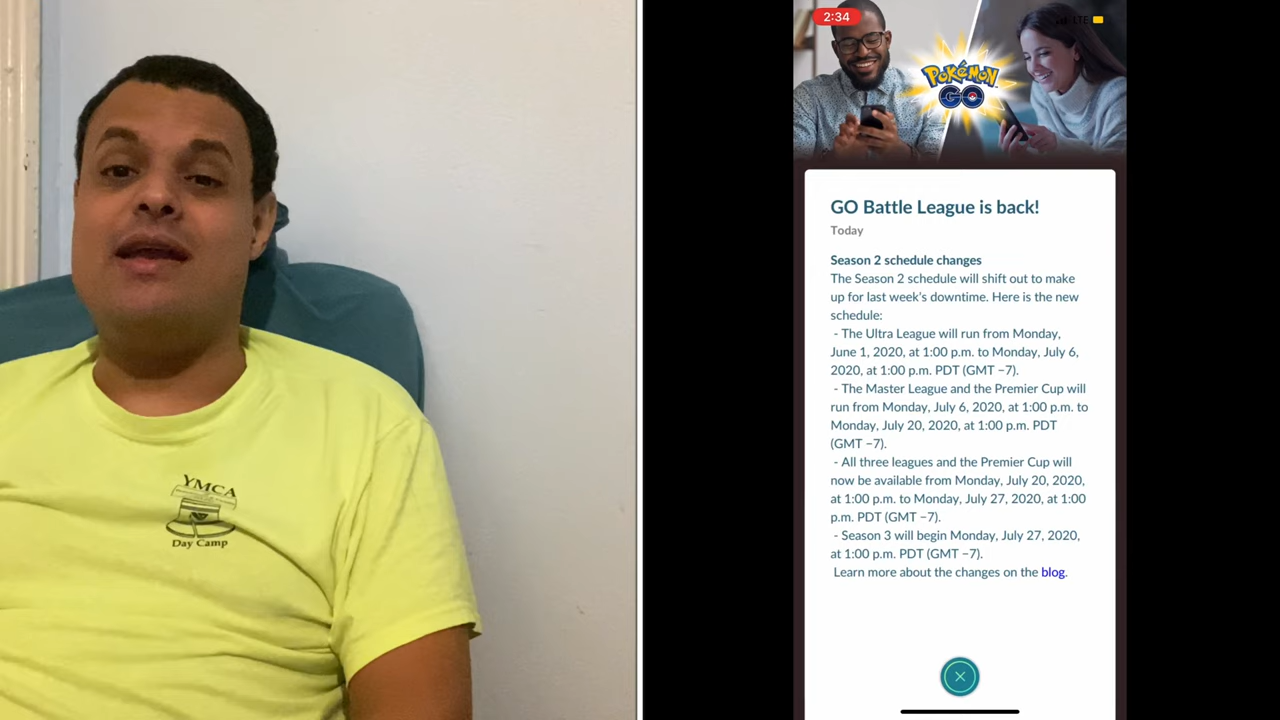 YMCA
Day Camp
2:34
LTE
POKéMON
GO
GO Battle League is back!
Today
Season 2 schedule changes
The Season 2 schedule will shift out to make
up for last week's downtime. Here is the new
schedule:
- The Ultra League will run from Monday,
June 1, 2020, at 1:00 p.m. to Monday, July 6,
2020, at 1:00 p.m. PDT (GMT −7).
- The Master League and the Premier Cup will
run from Monday, July 6, 2020, at 1:00 p.m. to
Monday, July 20, 2020, at 1:00 p.m. PDT
(GMT −7).
- All three leagues and the Premier Cup will
now be available from Monday, July 20, 2020,
at 1:00 p.m. to Monday, July 27, 2020, at 1:00
p.m. PDT (GMT −7).
- Season 3 will begin Monday, July 27, 2020,
at 1:00 p.m. PDT (GMT −7).
Learn more about the changes on the blog.